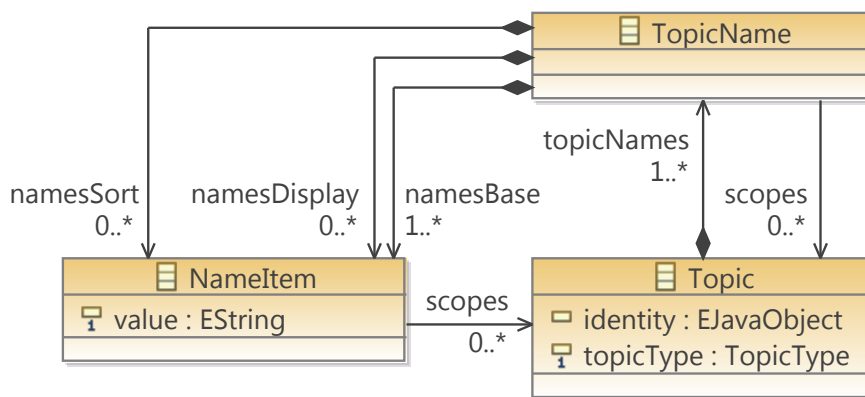 TopicName
topicNames
1..*
namesSort
0..*
namesDisplay
0..*
namesBase
1..*
scopes
0..*
NameItem
value : EString
scopes
0..*
Topic
identity : EJavaObject
1 topicType : TopicType